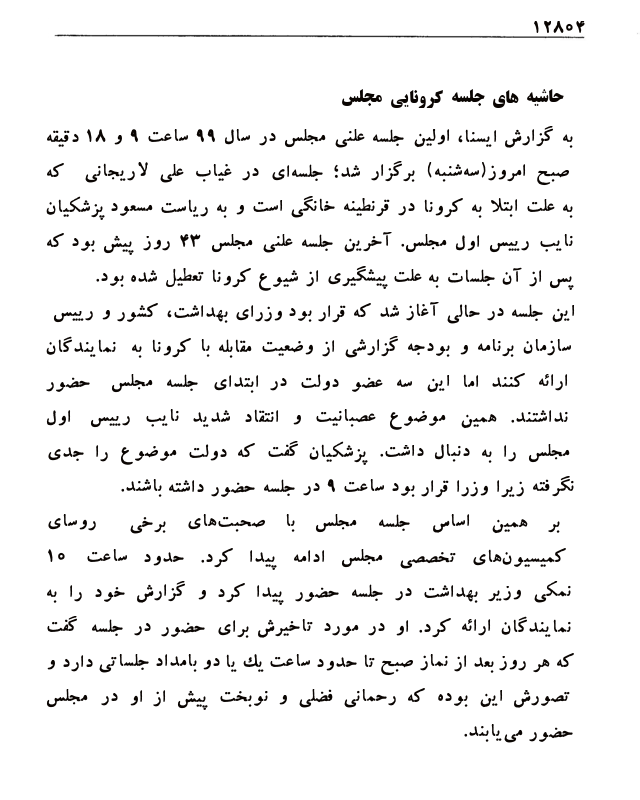 ۱۲۸۰۴
حاشیه های جلسه کرونایی مجلس
به گزارش ایسنا، اولین جلسه علنی مجلس در سال ۹۹ ساعت ۹ و ۱۸ دقیقه
صبح امروز(سه‌شنبه) برگزار شد؛ جلسه‌ای در غیاب علی لاریجانی که
به علت ابتلا به کرونا در قرنطینه خانگی است و به ریاست مسعود پزشکیان
نایب رییس اول مجلس. آخرین جلسه علنی مجلس ۴۳ روز پیش بود که
پس از آن جلسات به علت پیشگیری از شیوع کرونا تعطیل شده بود.
این جلسه در حالی آغاز شد که قرار بود وزرای بهداشت، کشور و رییس
سازمان برنامه و بودجه گزارشی از وضعیت مقابله با کرونا به نمایندگان
ارائه کنند اما این سه عضو دولت در ابتدای جلسه مجلس حضور
نداشتند. همین موضوع عصبانیت و انتقاد شدید نایب رییس اول
مجلس را به دنبال داشت. پزشکیان گفت که دولت موضوع را جدی
نگرفته زیرا وزرا قرار بود ساعت ۹ در جلسه حضور داشته باشند.
بر همین اساس جلسه مجلس با صحبت‌های برخی روسای
کمیسیون‌های تخصصی مجلس ادامه پیدا کرد. حدود ساعت ۱۰
نمکی وزیر بهداشت در جلسه حضور پیدا کرد و گزارش خود را به
نمایندگان ارائه کرد. او در مورد تاخیرش برای حضور در جلسه گفت
که هر روز بعد از نماز صبح تا حدود ساعت یك یا دو بامداد جلساتی دارد و
تصورش این بوده که رحمانی فضلی و نوبخت پیش از او در مجلس
حضور می‌یابند.